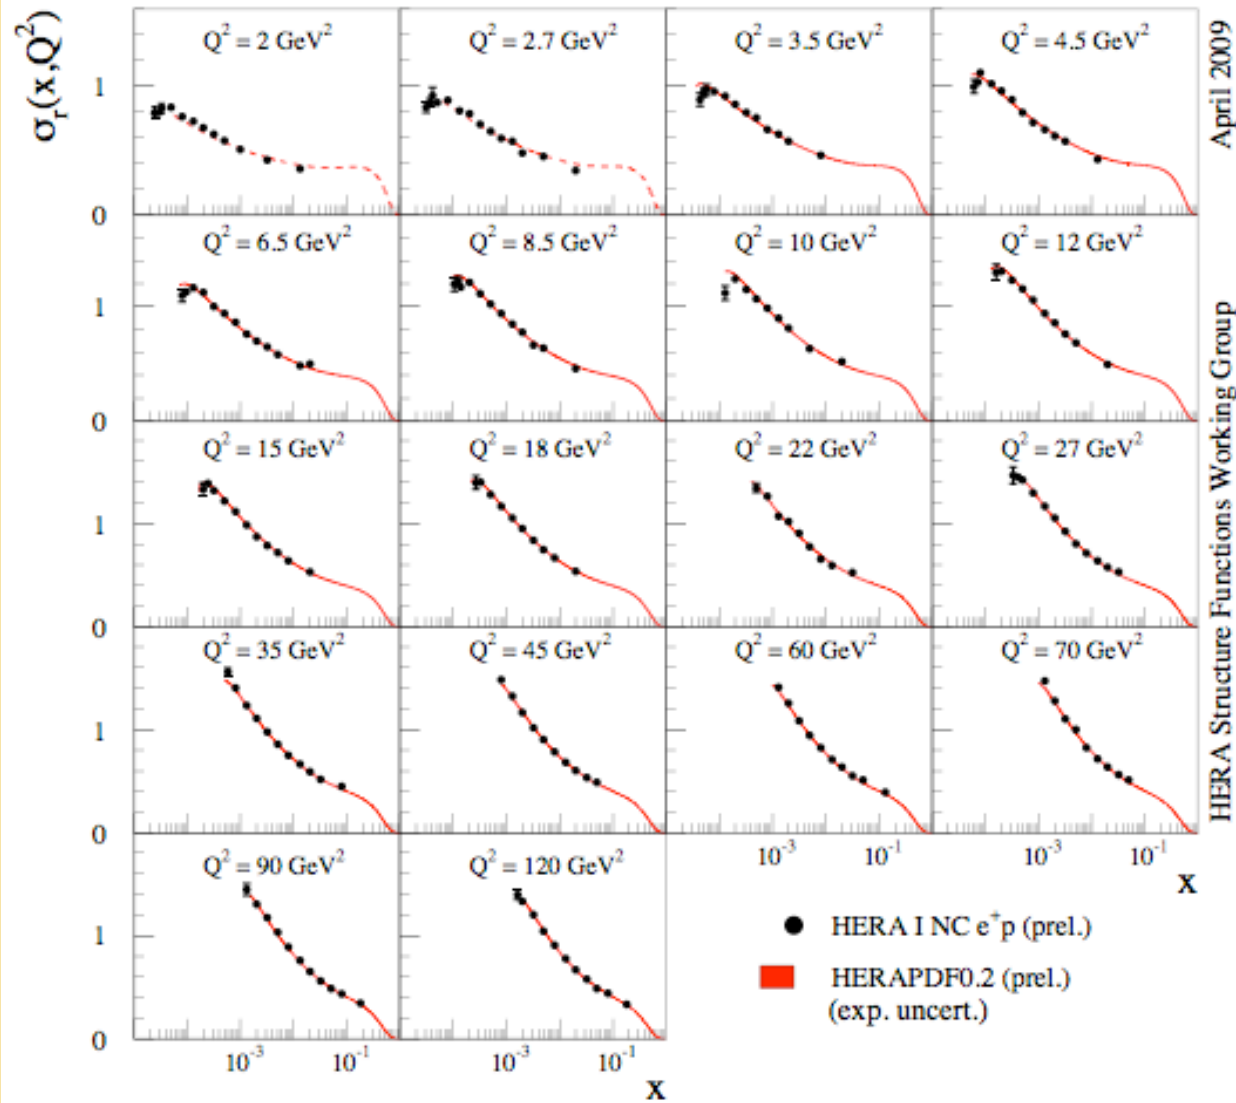 σr(x,Q²)
Q² = 2 GeV²
Q² = 2.7 GeV²
Q² = 3.5 GeV²
Q² = 4.5 GeV²
1
0
Q² = 6.5 GeV²
Q² = 8.5 GeV²
Q² = 10 GeV²
Q² = 12 GeV²
1
0
Q² = 15 GeV²
Q² = 18 GeV²
Q² = 22 GeV²
Q² = 27 GeV²
1
0
Q² = 35 GeV²
Q² = 45 GeV²
Q² = 60 GeV²
Q² = 70 GeV²
1
0
10⁻³ 10⁻¹
10⁻³ 10⁻¹
x
Q² = 90 GeV²
Q² = 120 GeV²
1
0
10⁻³ 10⁻¹
10⁻³ 10⁻¹
x
HERA I NC e⁺p (prel.)
HERAPDF0.2 (prel.)
(exp. uncert.)
April 2009
HERA Structure Functions Working Group